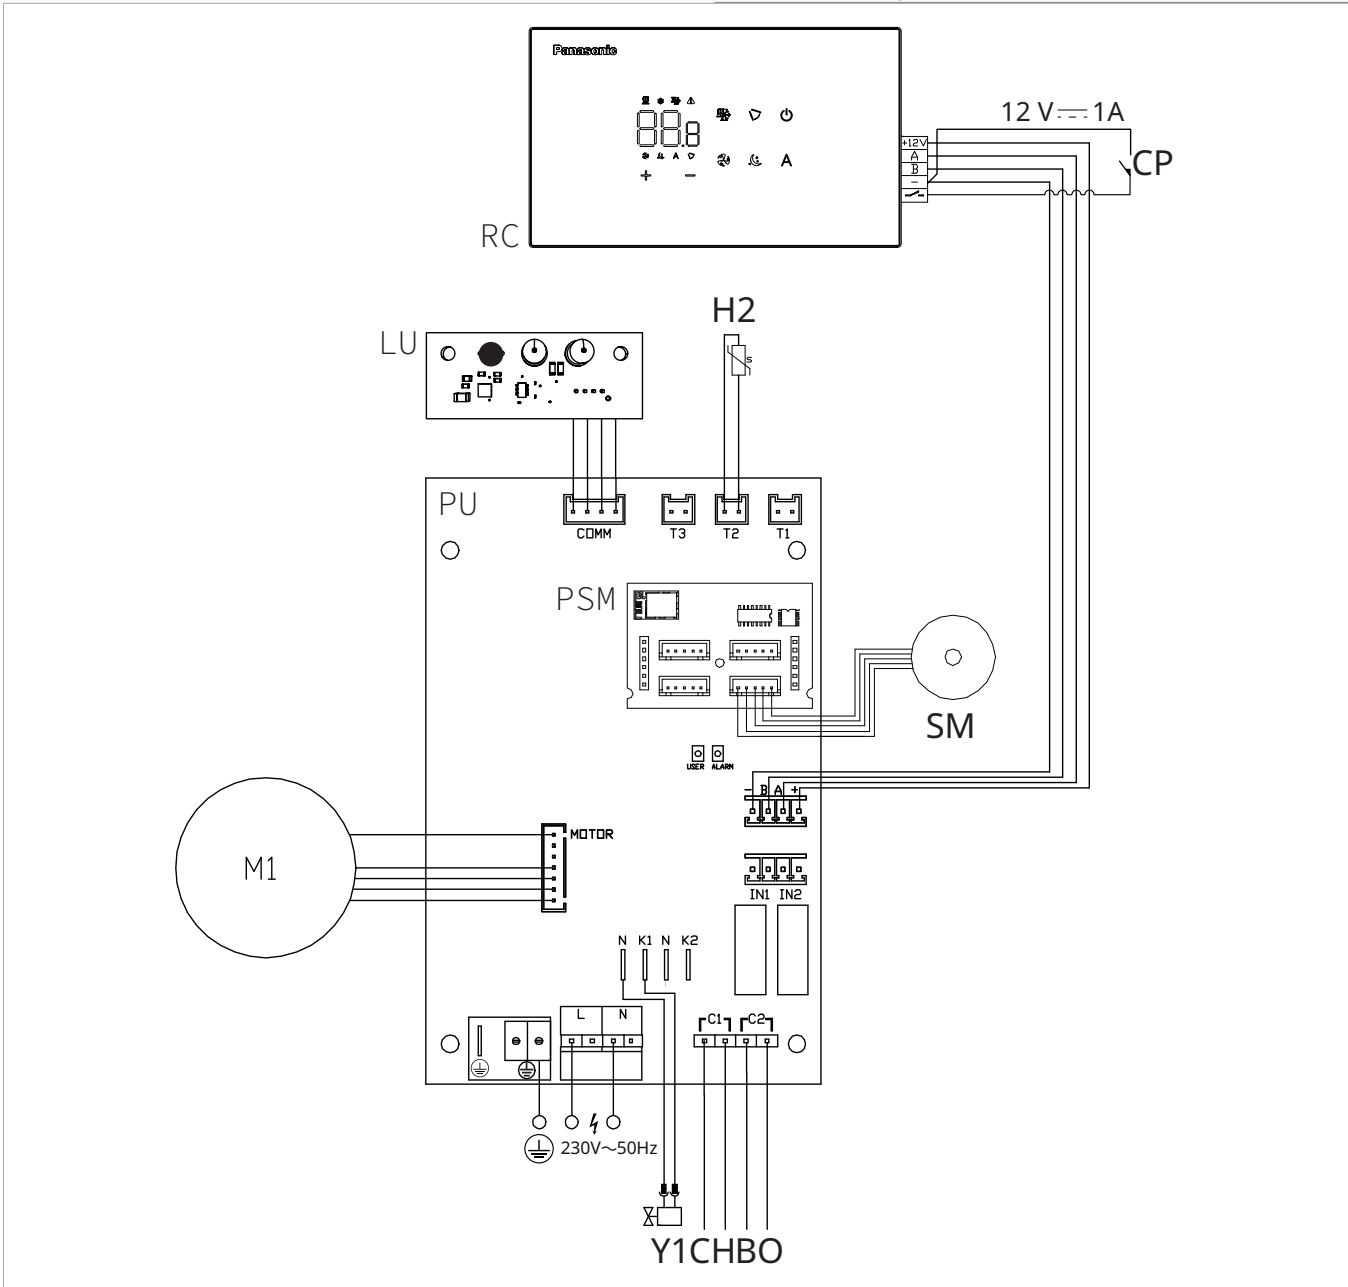 Panasonic
88.8
+ −
A
12 V⎓1A
+12V
A
B
−
CP
RC
H2
S
LU
PU
COMM T3 T2 T1
PSM
SM
USER ALARM
− B A +
MOTOR
M1
IN1 IN2
N K1 N K2
L N
C1 C2
230V~50Hz
Y1CHBO